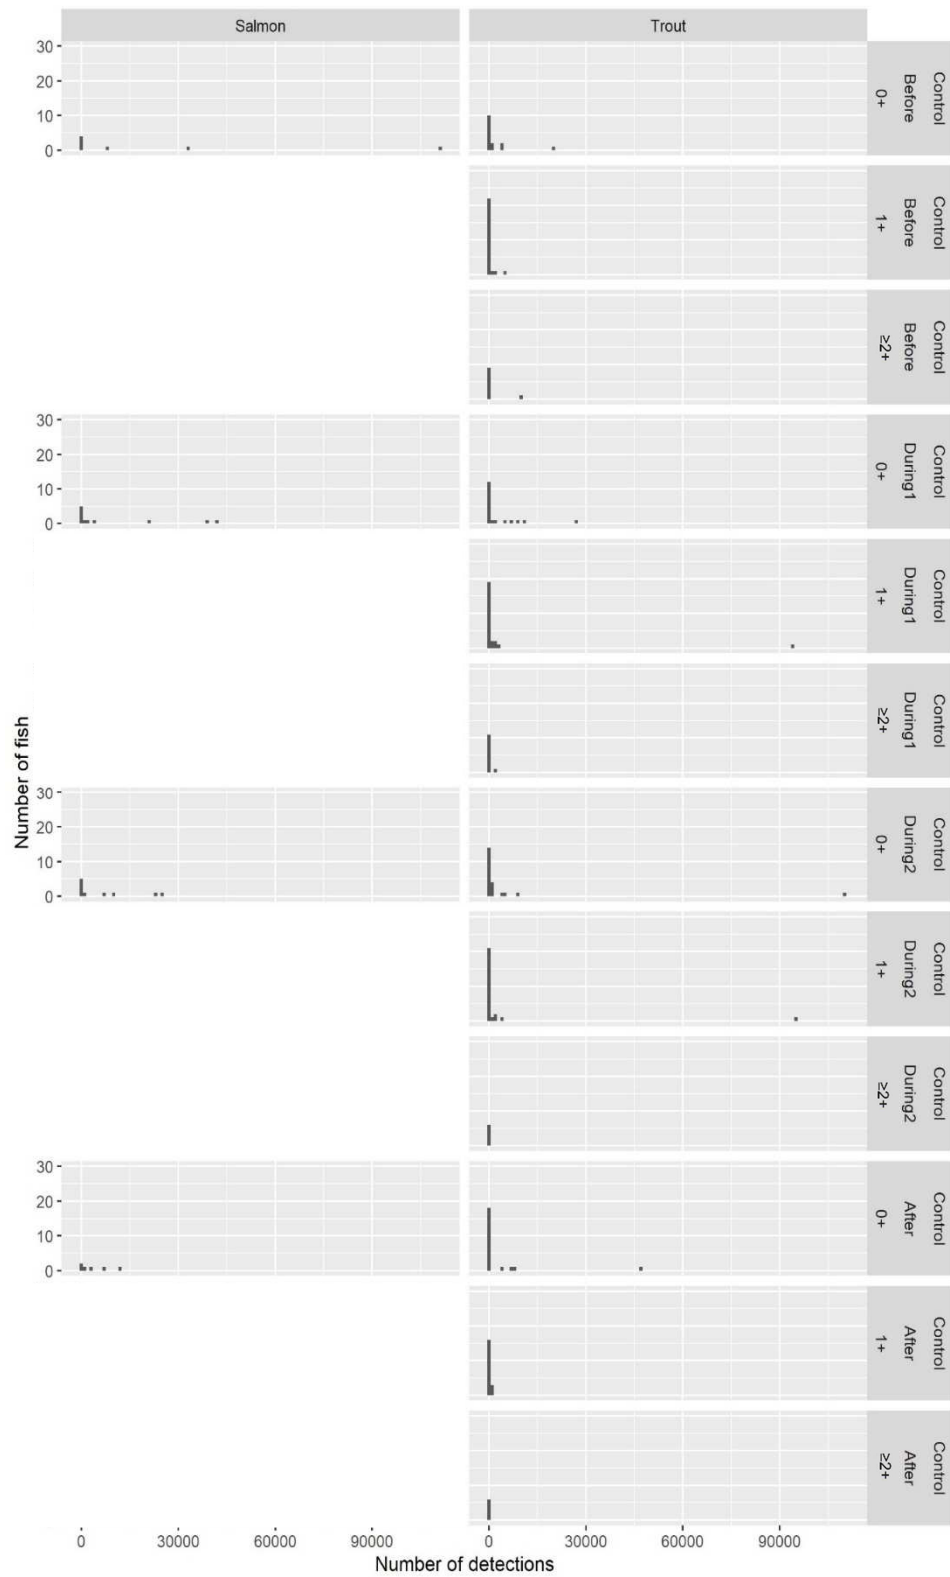 Salmon
Trout
30
20
10
0
Control
Before
0+
Control
Before
1+
Control
Before
≥2+
30
20
10
0
Control
During1
0+
Control
During1
1+
Control
During1
≥2+
Number of fish
30
20
10
0
Control
During2
0+
Control
During2
1+
Control
During2
≥2+
30
20
10
0
Control
After
0+
Control
After
1+
Control
After
≥2+
0 30000 60000 90000 0 30000 60000 90000
Number of detections